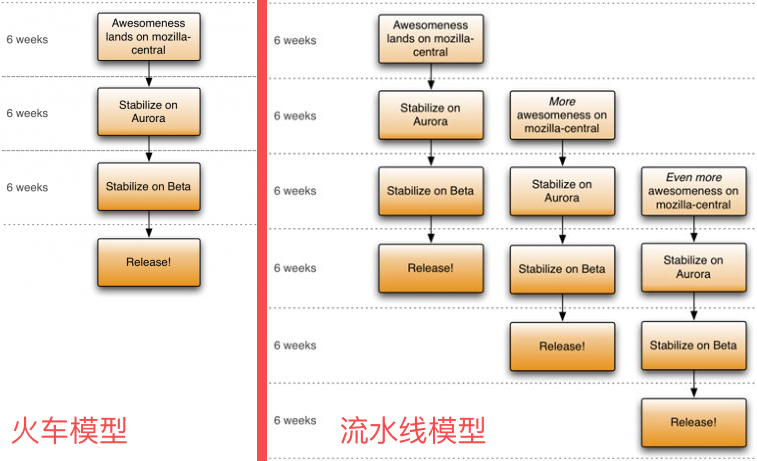 6 weeks
Awesomeness
lands on mozilla-
central
6 weeks
Stabilize on
Aurora
6 weeks
Stabilize on Beta
Release!
火车模型
6 weeks
Awesomeness
lands on mozilla-
central
6 weeks
Stabilize on
Aurora
More
awesomeness on
mozilla-central
6 weeks
Stabilize on Beta
Stabilize on
Aurora
Even more
awesomeness on
mozilla-central
6 weeks
Release!
Stabilize on Beta
Stabilize on
Aurora
6 weeks
Release!
Stabilize on Beta
6 weeks
Release!
流水线模型